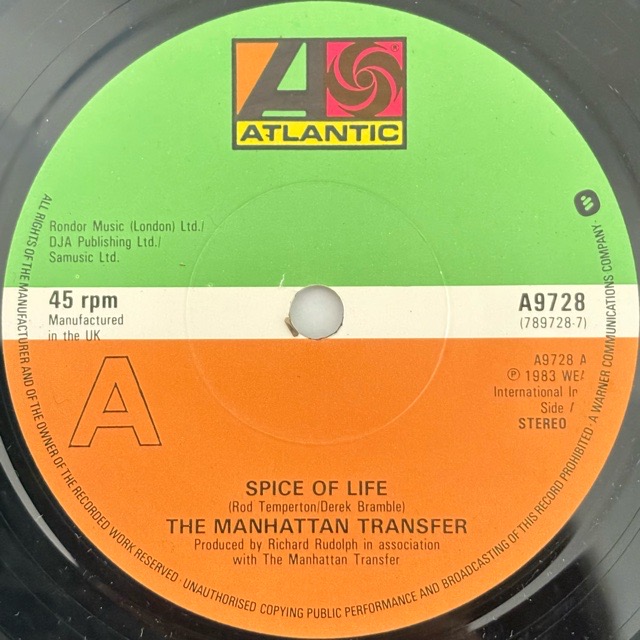 ATLANTIC
®
Rondor Music (London) Ltd./
DJA Publishing Ltd./
Samusic Ltd.
45 rpm
Manufactured
in the UK
A9728
(789728-7)
A9728 A
℗ 1983 WEA
International In
Side A
STEREO
A
SPICE OF LIFE
(Rod Temperton/Derek Bramble)
THE MANHATTAN TRANSFER
Produced by Richard Rudolph in association
with The Manhattan Transfer
ALL RIGHTS OF THE MANUFACTURER AND OF THE OWNER OF THE RECORDED WORK RESERVED · UNAUTHORISED COPYING PUBLIC PERFORMANCE AND BROADCASTING OF THIS RECORD PROHIBITED · A WARNER COMMUNICATIONS COMPANY ·